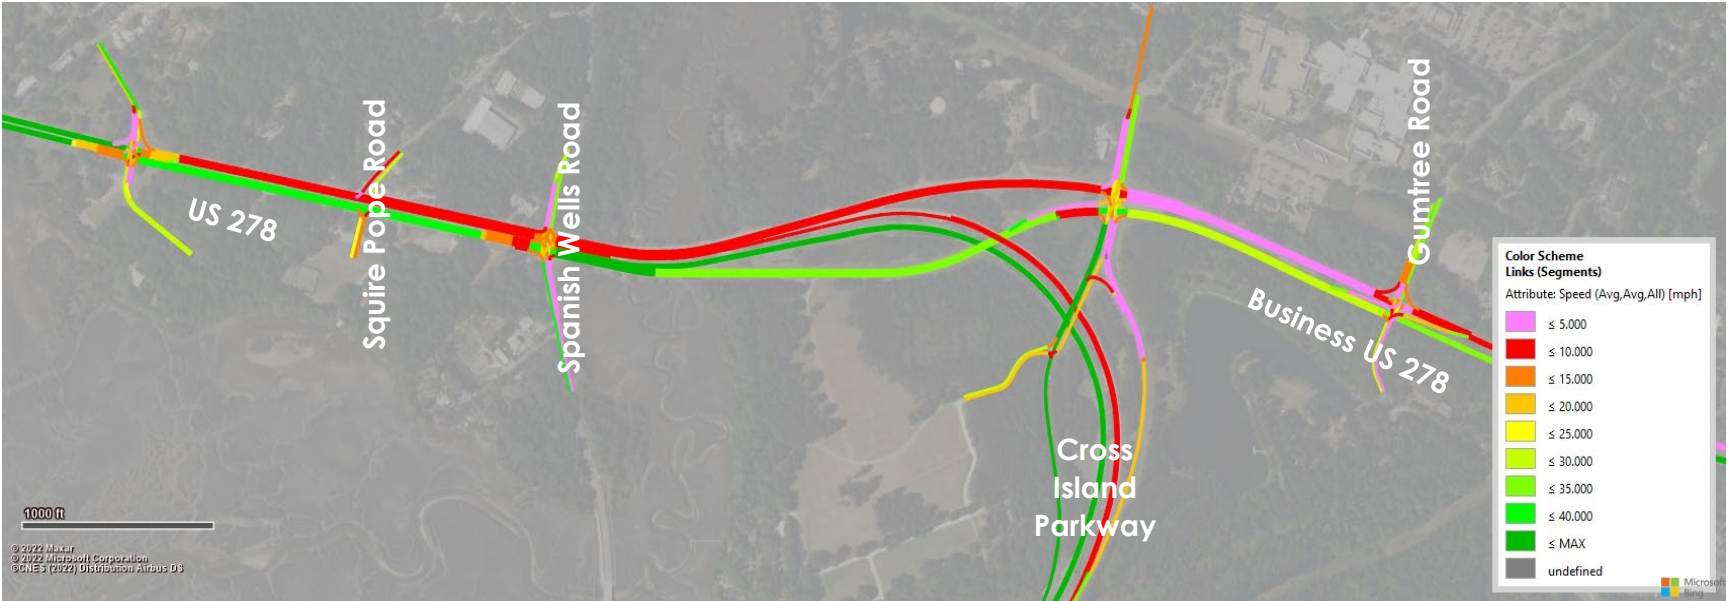 US 278
Squire Pope Road
Spanish Wells Road
Cross
Island
Parkway
Business US 278
Gumtree Road
Color Scheme
Links (Segments)
Attribute: Speed (Avg,Avg,All) [mph]
≤ 5.000
≤ 10.000
≤ 15.000
≤ 20.000
≤ 25.000
≤ 30.000
≤ 35.000
≤ 40.000
≤ MAX
undefined
1000 ft
© 2022 Maxar
© 2022 Microsoft Corporation
©CNES (2022) Distribution Airbus DS
Microsoft
Bing